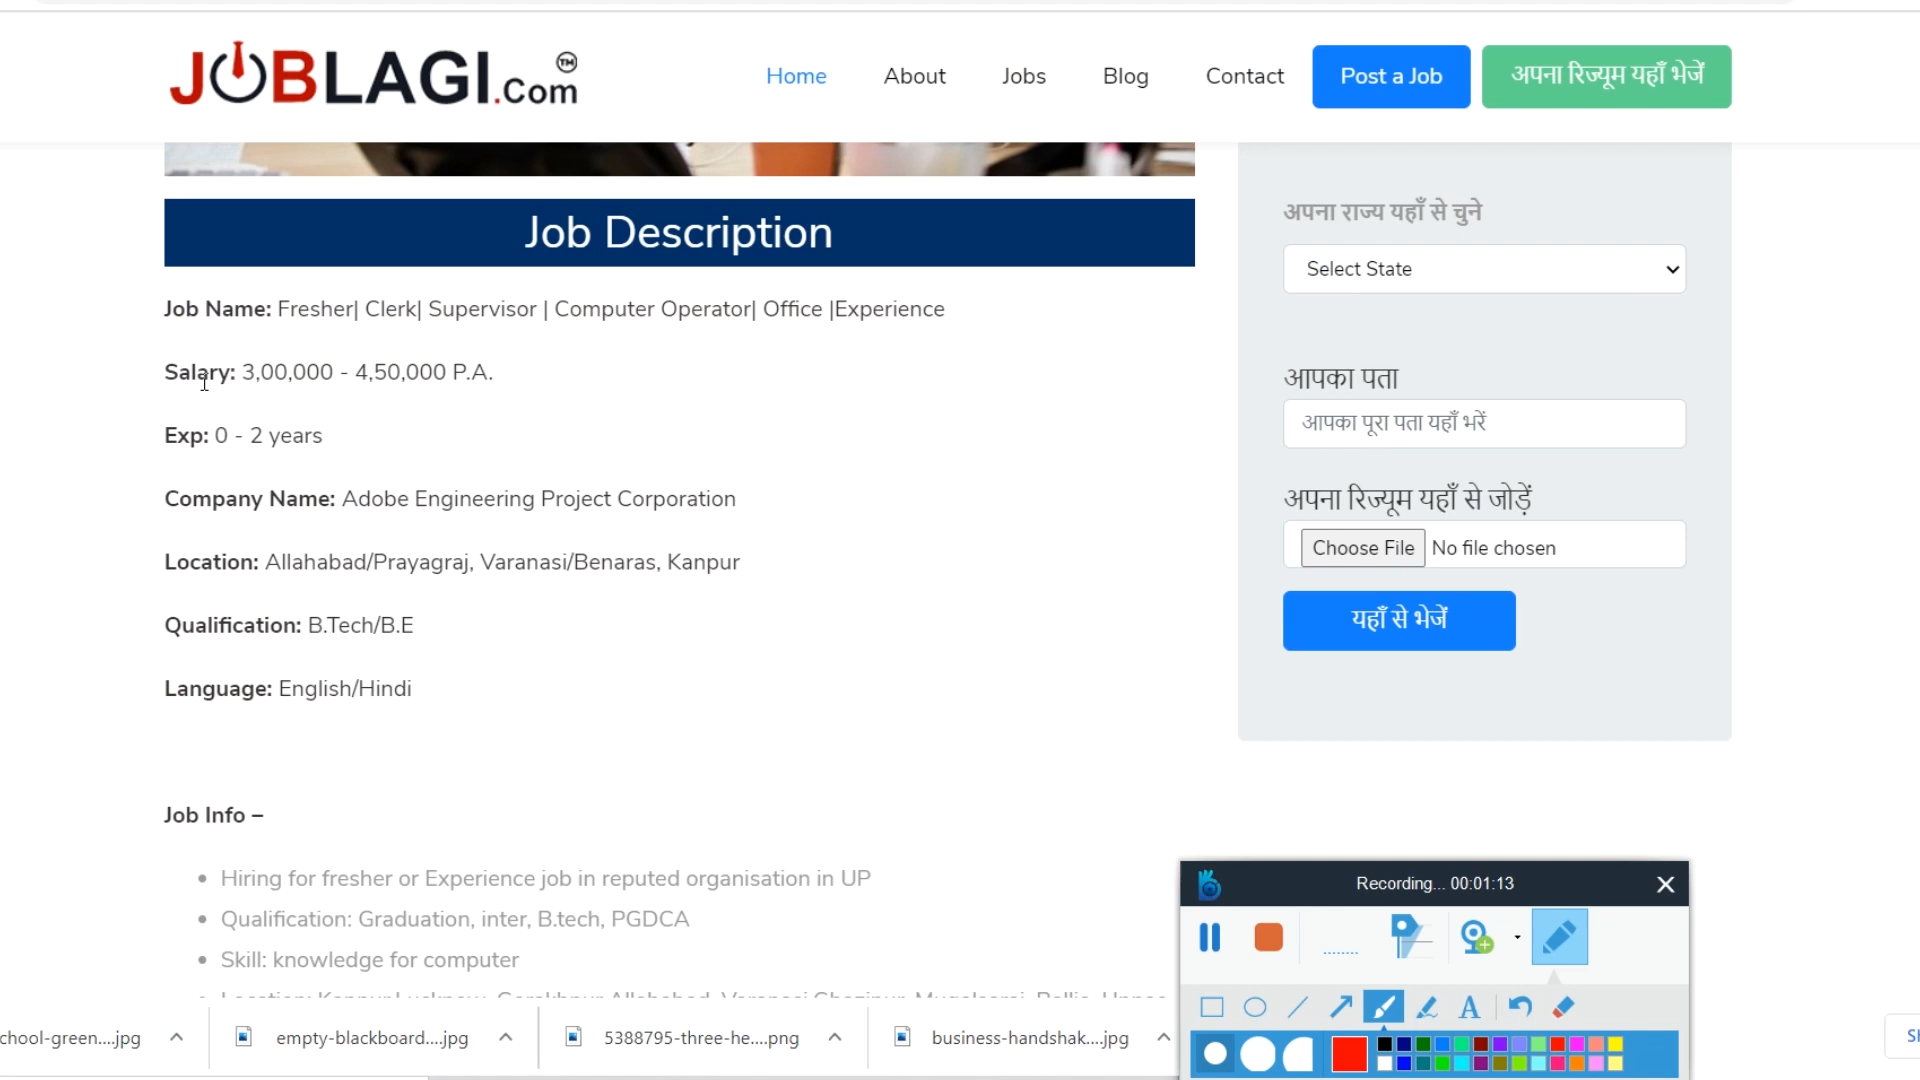 JOBLAGI.Com TM
Home About Jobs Blog Contact Post a Job अपना रिज्यूम यहाँ भेजें
Job Description
Job Name: Fresher| Clerk| Supervisor | Computer Operator| Office |Experience
Salary: 3,00,000 - 4,50,000 P.A.
Exp: 0 - 2 years
Company Name: Adobe Engineering Project Corporation
Location: Allahabad/Prayagraj, Varanasi/Benaras, Kanpur
Qualification: B.Tech/B.E
Language: English/Hindi
Job Info –
• Hiring for fresher or Experience job in reputed organisation in UP
• Qualification: Graduation, inter, B.tech, PGDCA
• Skill: knowledge for computer
अपना राज्य यहाँ से चुने
Select State
आपका पता
आपका पूरा पता यहाँ भरें
अपना रिज्यूम यहाँ से जोड़ें
Choose File No file chosen
यहाँ से भेजें
Recording... 00:01:13
A
chool-green....jpg empty-blackboard....jpg 5388795-three-he....png business-handshak....jpg